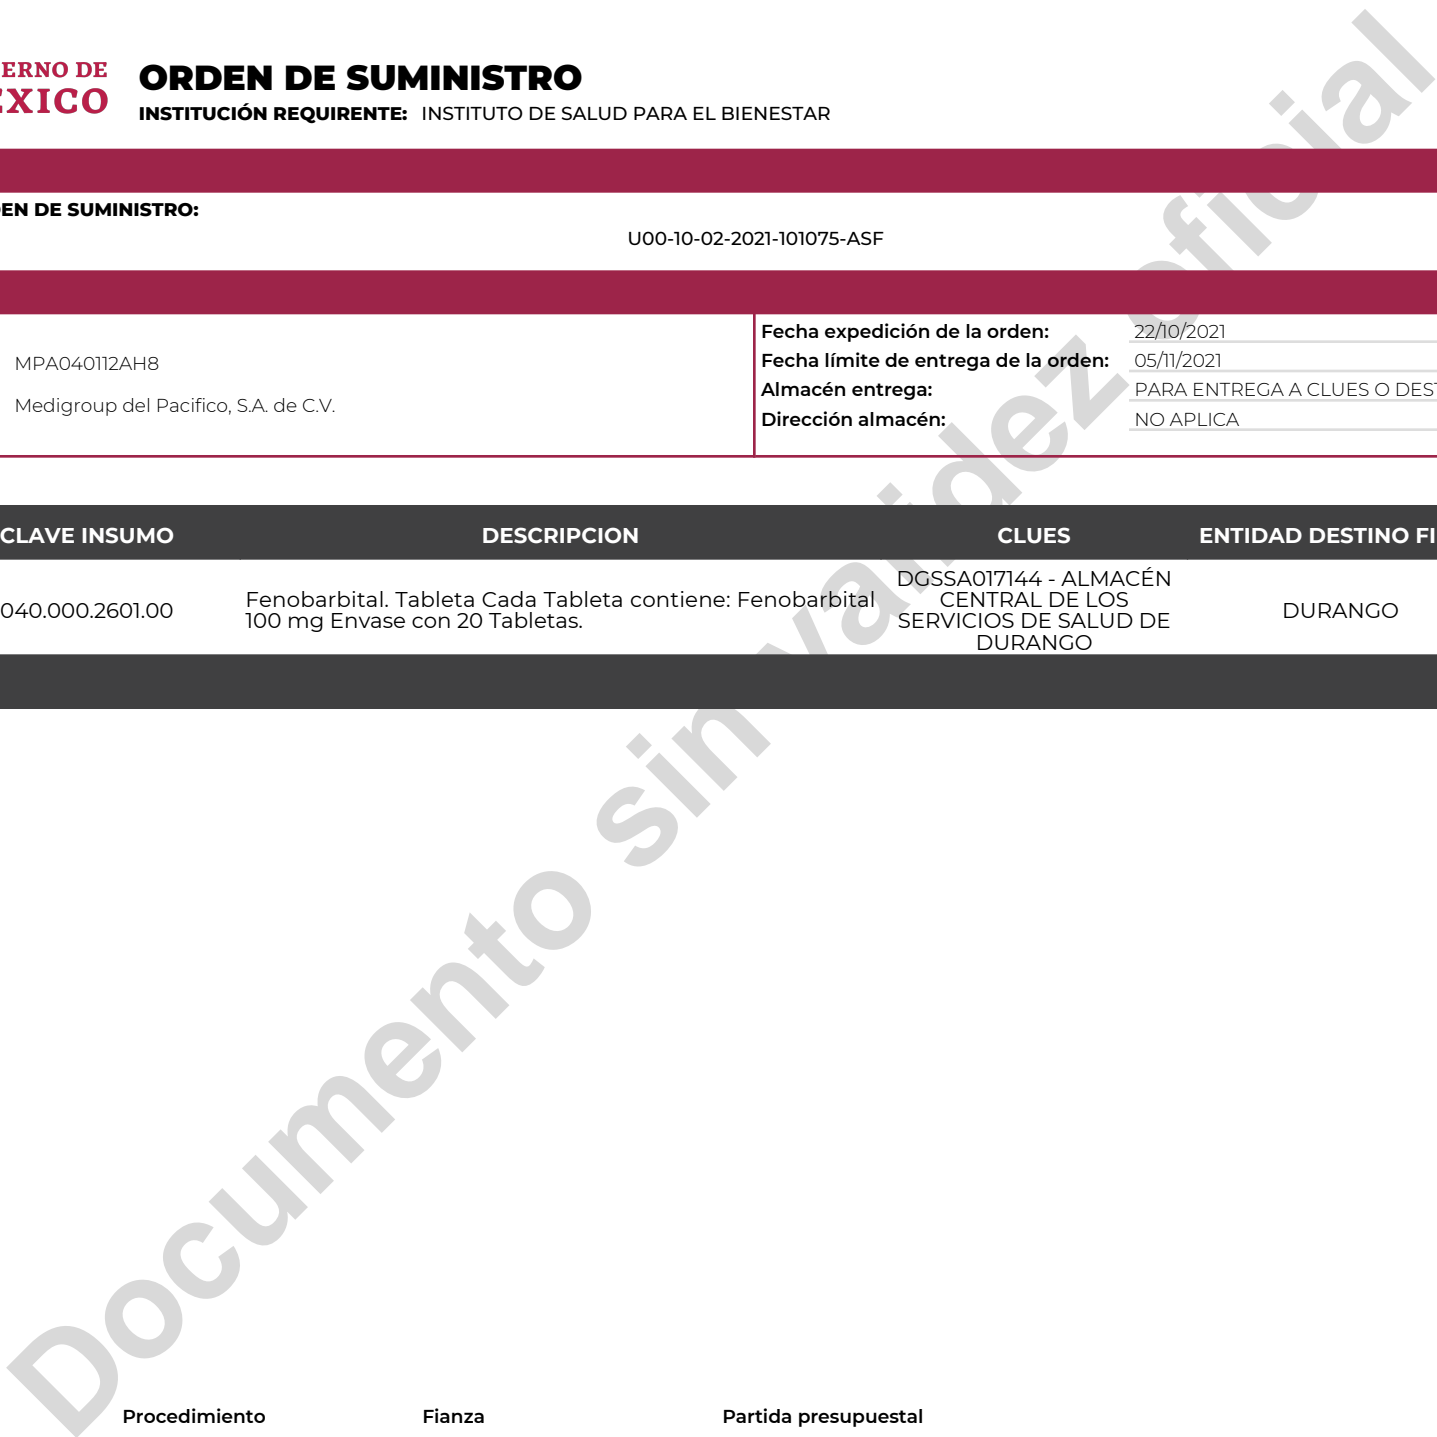 ERNO DE
ÉXICO
ORDEN DE SUMINISTRO
INSTITUCIÓN REQUIRENTE: INSTITUTO DE SALUD PARA EL BIENESTAR
EN DE SUMINISTRO:
U00-10-02-2021-101075-ASF
MPA040112AH8
Medigroup del Pacifico, S.A. de C.V.
Fecha expedición de la orden: 22/10/2021
Fecha límite de entrega de la orden: 05/11/2021
Almacén entrega: PARA ENTREGA A CLUES O DEST
Dirección almacén: NO APLICA
CLAVE INSUMO DESCRIPCION CLUES ENTIDAD DESTINO FI
040.000.2601.00
Fenobarbital. Tableta Cada Tableta contiene: Fenobarbital
100 mg Envase con 20 Tabletas.
DGSSA017144 - ALMACÉN
CENTRAL DE LOS
SERVICIOS DE SALUD DE
DURANGO
DURANGO
Documento sin validez oficial
Procedimiento Fianza Partida presupuestal